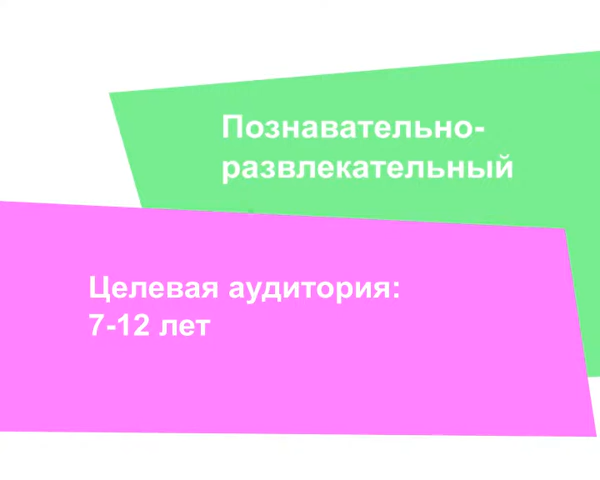 Познавательно-
развлекательный
Целевая аудитория:
7-12 лет